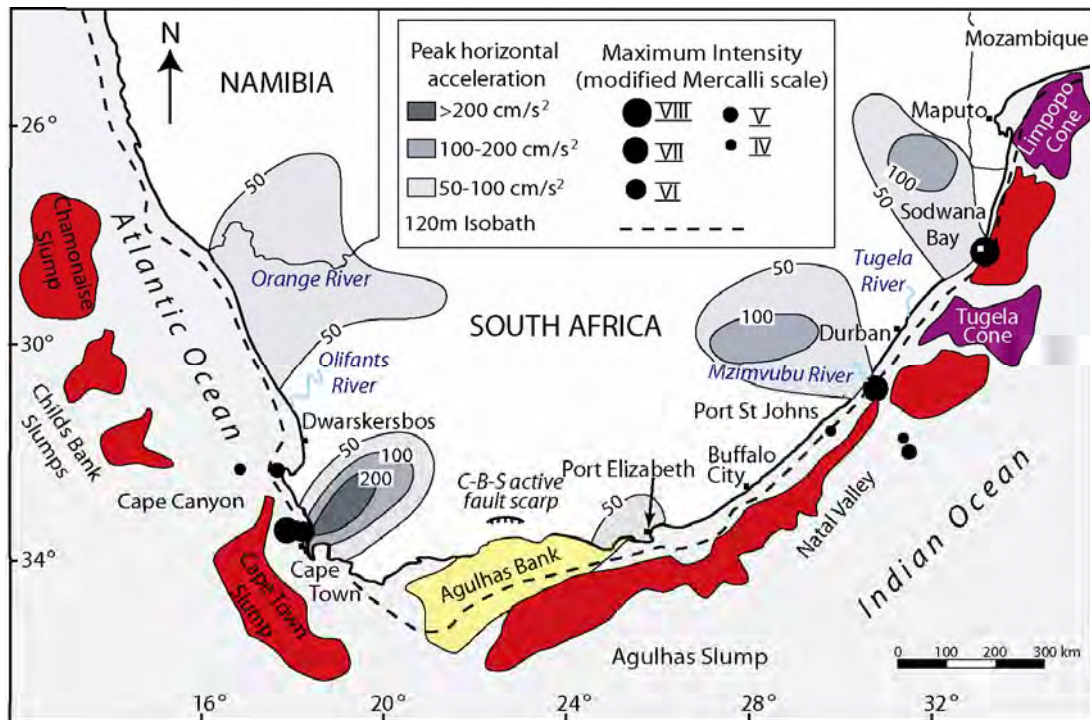 N
NAMIBIA
Peak horizontal
acceleration
>200 cm/s²
100-200 cm/s²
50-100 cm/s²
120m Isobath
Maximum Intensity
(modified Mercalli scale)
VIII
VII
VI
V
IV
Mozambique
Maputo
Limpopo
Cone
26°
30°
34°
Chamonaise
Slump
Atlantic Ocean
50
Orange River
50
100
50
Sodwana
Bay
Tugela
River
50
100
SOUTH AFRICA
Durban
Tugela
Cone
Olifants
River
Mzimvubu River
Childs Bank
Slumps
Dwarskersbos
Port St Johns
50
100
200
C-B-S active
fault scarp
Port Elizabeth
Buffalo
City
50
Cape Canyon
Natal Valley
Indian Ocean
Cape
Town
Cape Town
Slump
Agulhas Bank
Agulhas Slump
0 100 200 300 km
16°
20°
24°
28°
32°